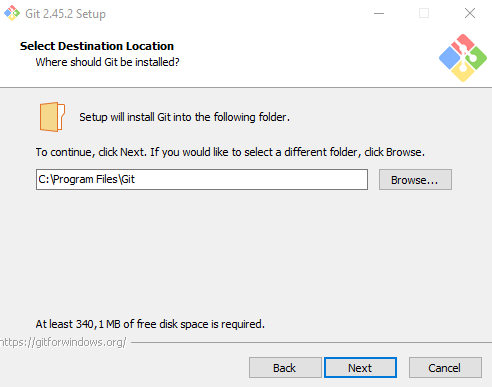 Git 2.45.2 Setup
Select Destination Location
Where should Git be installed?
Setup will install Git into the following folder.
To continue, click Next. If you would like to select a different folder, click Browse.
C:\Program Files\Git
Browse...
At least 340,1 MB of free disk space is required.
https://gitforwindows.org/
Back
Next
Cancel